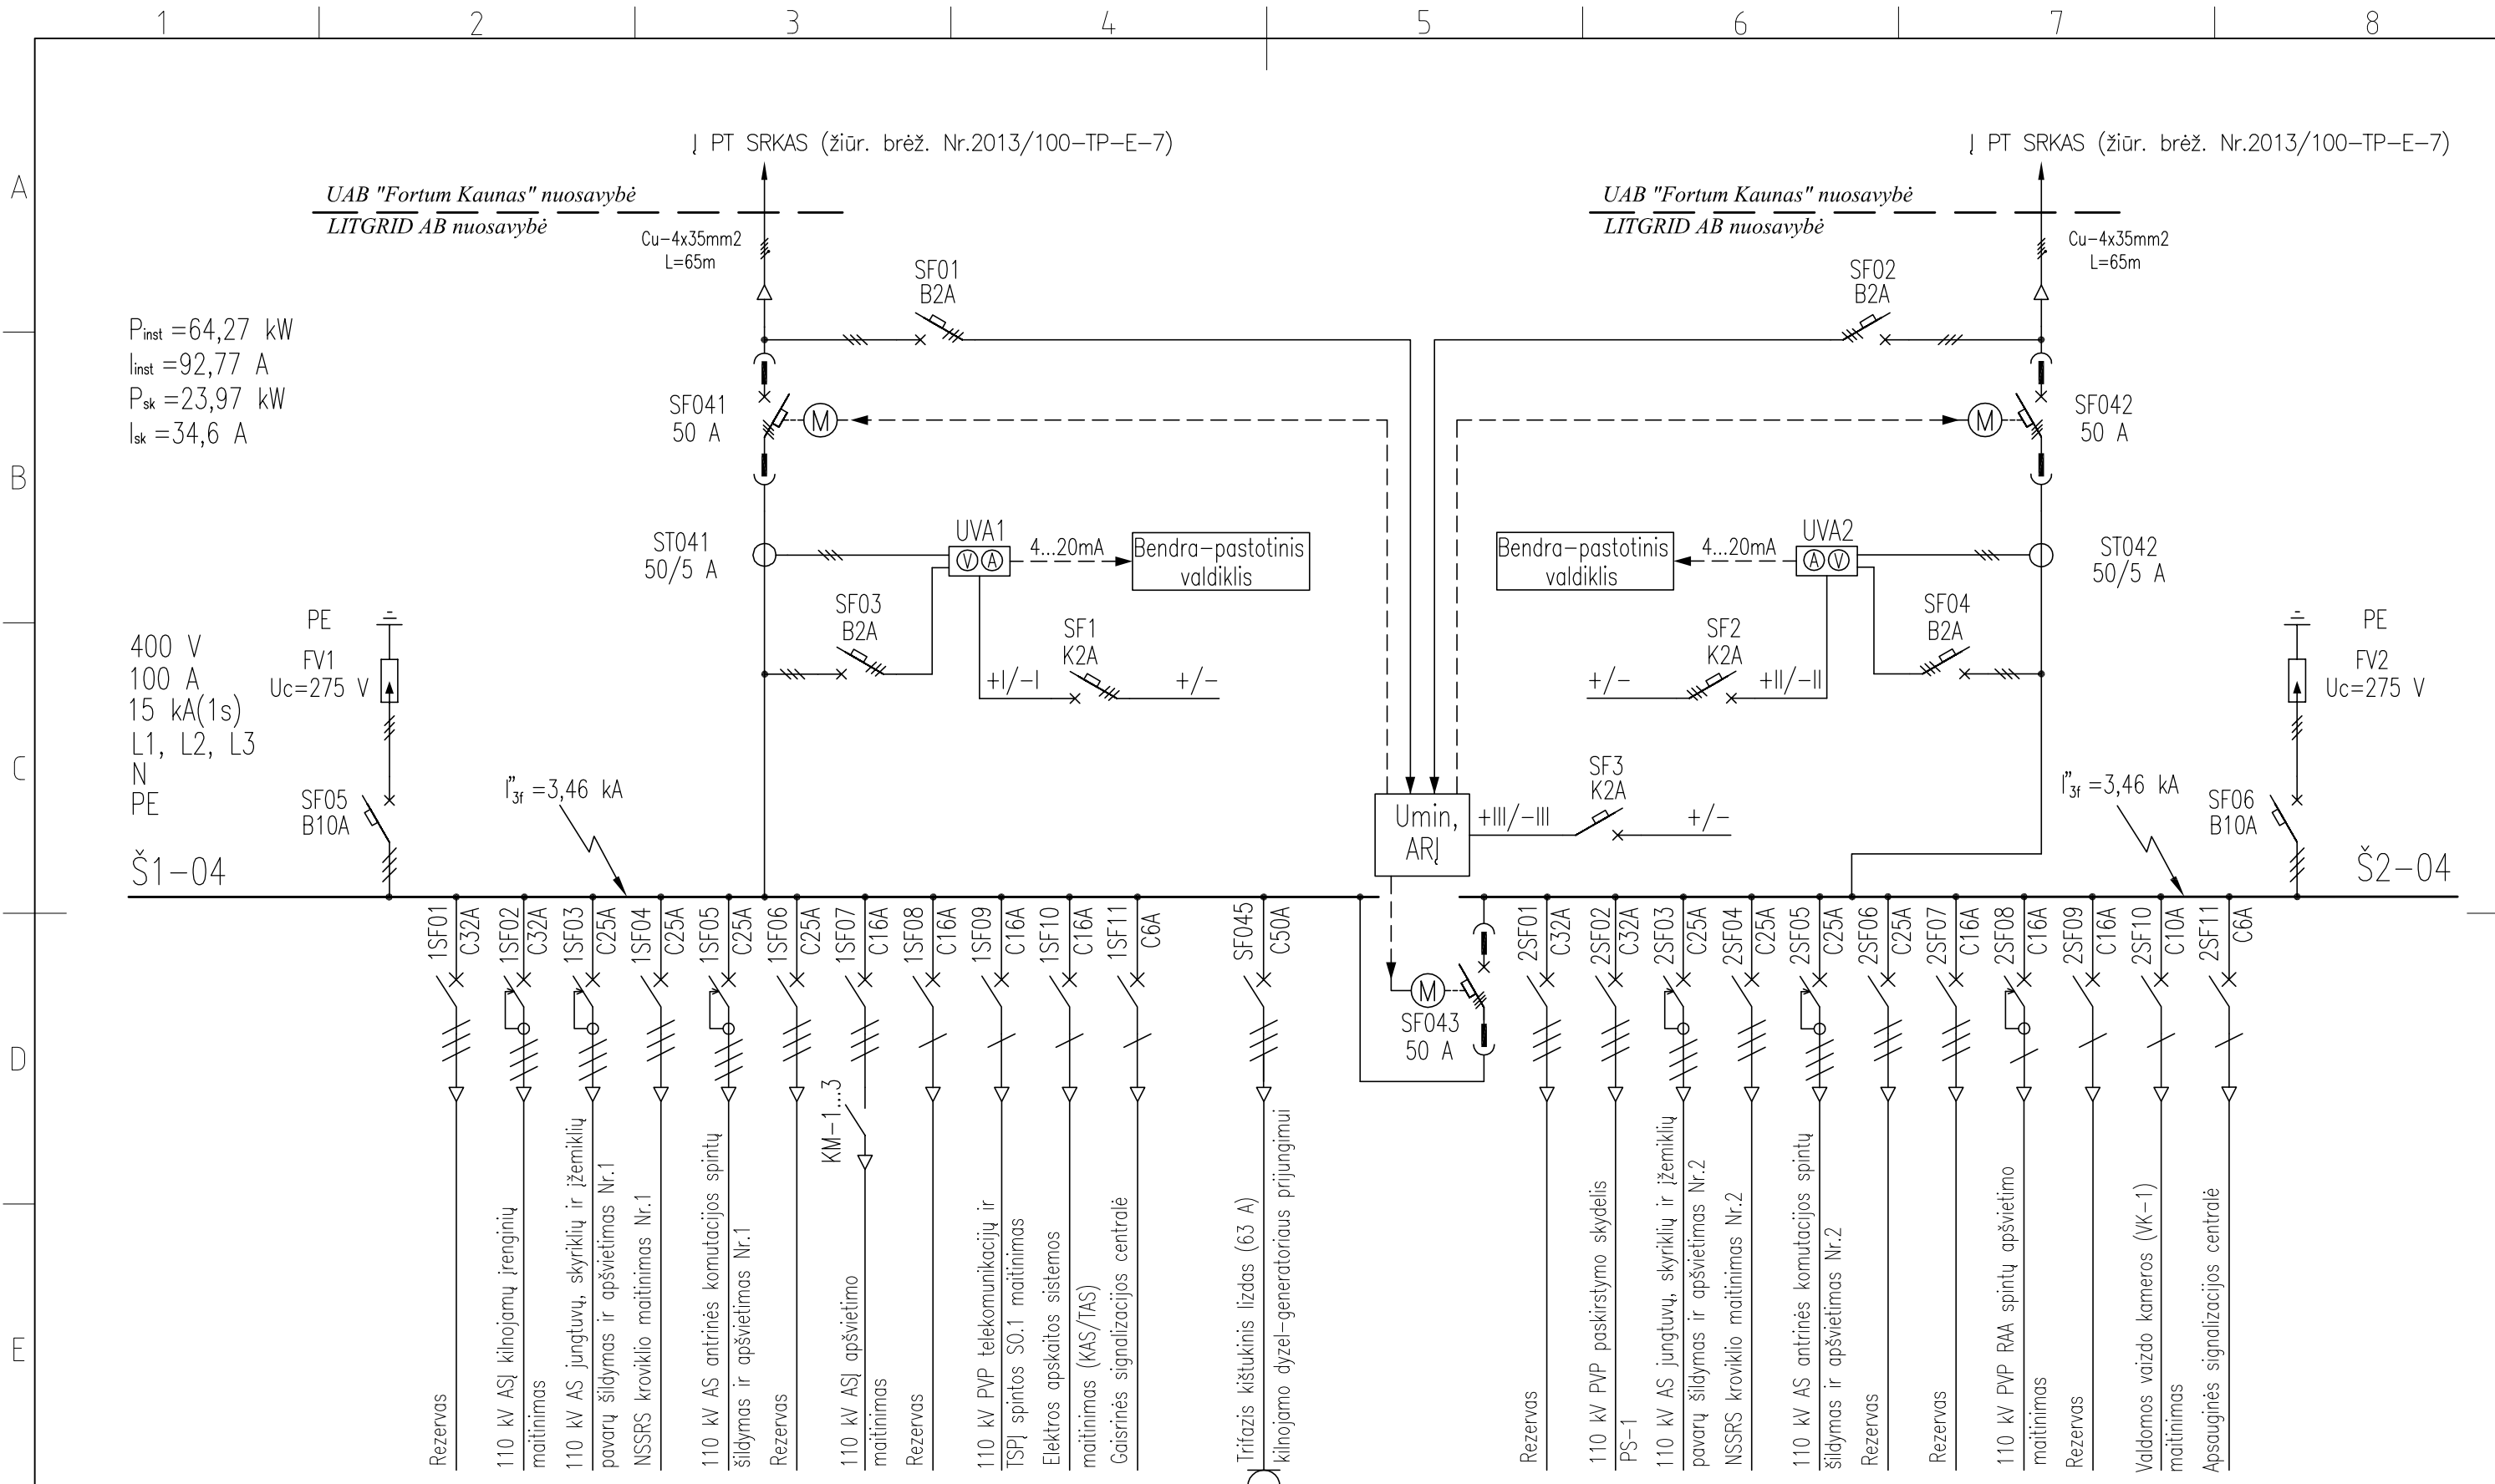 1 2 3 4 5 6 7 8
A
B
C
D
E
Į PT SRKAS (žiūr. brėž. Nr.2013/100-TP-E-7)
Į PT SRKAS (žiūr. brėž. Nr.2013/100-TP-E-7)
UAB "Fortum Kaunas" nuosavybė
LITGRID AB nuosavybė
UAB "Fortum Kaunas" nuosavybė
LITGRID AB nuosavybė
Cu-4x35mm2
L=65m
Cu-4x35mm2
L=65m
SF01
B2A
SF02
B2A
Pinst =64,27 kW
Iinst =92,77 A
Psk =23,97 kW
Isk =34,6 A
SF041
50 A
M
M
SF042
50 A
ST041
50/5 A
UVA1
V A
4...20mA
Bendra-pastotinis
valdiklis
Bendra-pastotinis
valdiklis
4...20mA
UVA2
A V
ST042
50/5 A
SF03
B2A
SF1
K2A
+I/-I
+/-
SF2
K2A
+/-
+II/-II
SF04
B2A
400 V
100 A
15 kA(1s)
L1, L2, L3
N
PE
PE
FV1
Uc=275 V
SF05
B10A
I"3f =3,46 kA
Umin,
ARĮ
+III/-III
SF3
K2A
+/-
I"3f =3,46 kA
PE
FV2
Uc=275 V
SF06
B10A
Š1-04
Š2-04
1SF01
C32A
1SF02
C32A
1SF03
C25A
1SF04
C25A
1SF05
C25A
1SF06
C25A
1SF07
C16A
1SF08
C16A
1SF09
C16A
1SF10
C16A
1SF11
C6A
SF045
C50A
M
SF043
50 A
2SF01
C32A
2SF02
C32A
2SF03
C25A
2SF04
C25A
2SF05
C25A
2SF06
C25A
2SF07
C16A
2SF08
C16A
2SF09
C16A
2SF10
C10A
2SF11
C6A
KM-1...3
Rezervas
110 kV ASĮ kilnojamų įrenginių
maitinimas
110 kV AS jungtuvų, skyriklių ir įžemiklių
pavarų šildymas ir apšvietimas Nr.1
NSSRS kroviklio maitinimas Nr.1
110 kV AS antrinės komutacijos spintų
šildymas ir apšvietimas Nr.1
Rezervas
110 kV ASĮ apšvietimo
maitinimas
Rezervas
110 kV PVP telekomunikacijų ir
TSPĮ spintos S0.1 maitinimas
Elektros apskaitos sistemos
maitinimas (KAS/TAS)
Gaisrinės signalizacijos centralė
Trifazis kištukinis lizdas (63 A)
kilnojamo dyzel-generatoriaus prijungimui
Rezervas
110 kV PVP paskirstymo skydelis
PS-1
110 kV AS jungtuvų, skyriklių ir įžemiklių
pavarų šildymas ir apšvietimas Nr.2
NSSRS kroviklio maitinimas Nr.2
110 kV AS antrinės komutacijos spintų
šildymas ir apšvietimas Nr.2
Rezervas
Rezervas
110 kV PVP RAA spintų apšvietimo
maitinimas
Rezervas
Valdomos vaizdo kameros (VK-1)
maitinimas
Apsauginės signalizacijos centralė